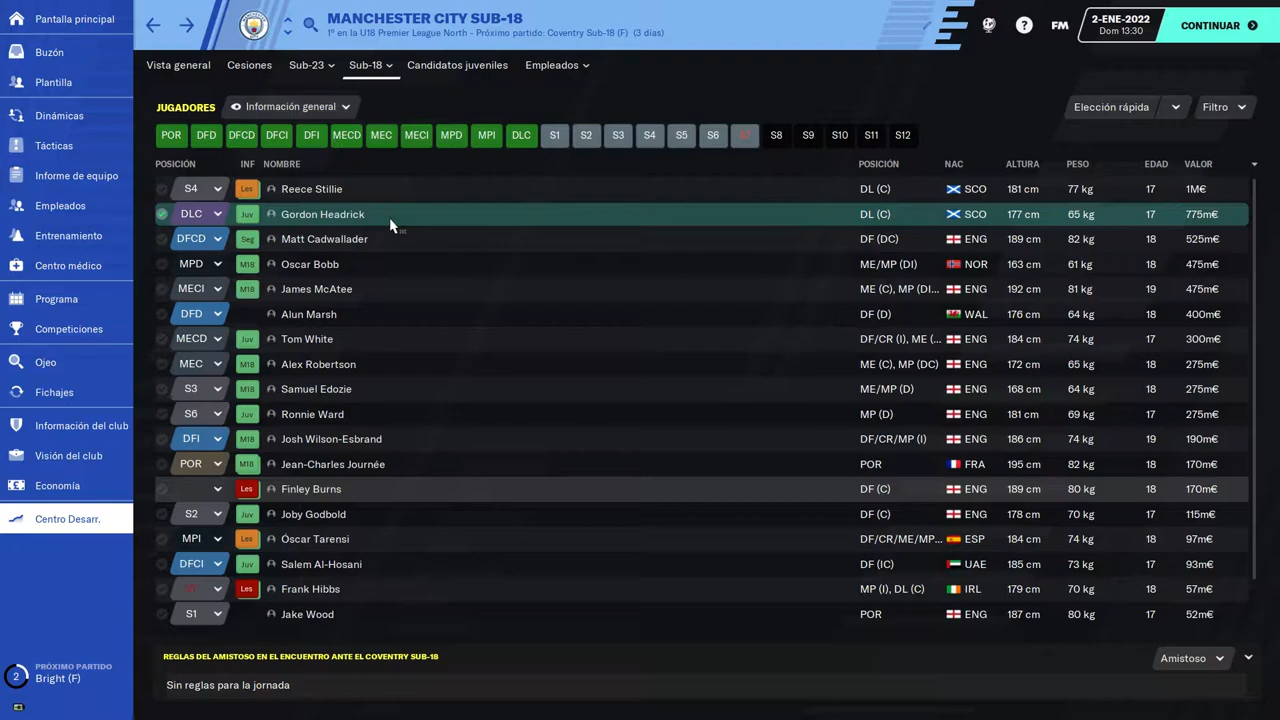 Pantalla principal
Buzón
Plantilla
Dinámicas
Tácticas
Informe de equipo
Empleados
Entrenamiento
Centro médico
Programa
Competiciones
Ojeo
Fichajes
Información del club
Visión del club
Economía
Centro Desarr.
2 PRÓXIMO PARTIDO
Bright (F)
MANCHESTER CITY SUB-18
1º en la U18 Premier League North - Próximo partido: Coventry Sub-18 (F) (3 días)
? FM 2-ENE-2022
Dom 13:30
CONTINUAR
Vista general Cesiones Sub-23 Sub-18 Candidatos juveniles Empleados
JUGADORES Información general Elección rápida Filtro
POR DFD DFCD DFCI DFI MECD MEC MECI MPD MPI DLC S1 S2 S3 S4 S5 S6 S7 S8 S9 S10 S11 S12
POSICIÓN INF NOMBRE POSICIÓN NAC ALTURA PESO EDAD VALOR
S4 Les Reece Stillie DL (C) SCO 181 cm 77 kg 17 1M€
DLC Juv Gordon Headrick DL (C) SCO 177 cm 65 kg 17 775m€
DFCD Seg Matt Cadwallader DF (DC) ENG 189 cm 82 kg 18 525m€
MPD M18 Oscar Bobb ME/MP (DI) NOR 163 cm 61 kg 18 475m€
MECI M18 James McAtee ME (C), MP (DI... ENG 192 cm 81 kg 19 475m€
DFD Alun Marsh DF (D) WAL 176 cm 64 kg 18 400m€
MECD Juv Tom White DF/CR (I), ME (... ENG 184 cm 74 kg 17 300m€
MEC M18 Alex Robertson ME (C), MP (DC) ENG 172 cm 65 kg 18 275m€
S3 M18 Samuel Edozie ME/MP (D) ENG 168 cm 64 kg 18 275m€
S6 Juv Ronnie Ward MP (D) ENG 181 cm 69 kg 17 275m€
DFI M18 Josh Wilson-Esbrand DF/CR/MP (I) ENG 186 cm 74 kg 19 190m€
POR M18 Jean-Charles Journée POR FRA 195 cm 82 kg 18 170m€
Les Finley Burns DF (C) ENG 189 cm 80 kg 18 170m€
S2 Juv Joby Godbold DF (C) ENG 178 cm 70 kg 17 115m€
MPI Les Óscar Tarensi DF/CR/ME/MP... ESP 184 cm 74 kg 18 97m€
DFCI Juv Salem Al-Hosani DF (IC) UAE 185 cm 73 kg 17 93m€
Les Frank Hibbs MP (I), DL (C) IRL 179 cm 70 kg 18 57m€
S1 Jake Wood POR ENG 187 cm 80 kg 17 52m€
REGLAS DEL AMISTOSO EN EL ENCUENTRO ANTE EL COVENTRY SUB-18 Amistoso
Sin reglas para la jornada